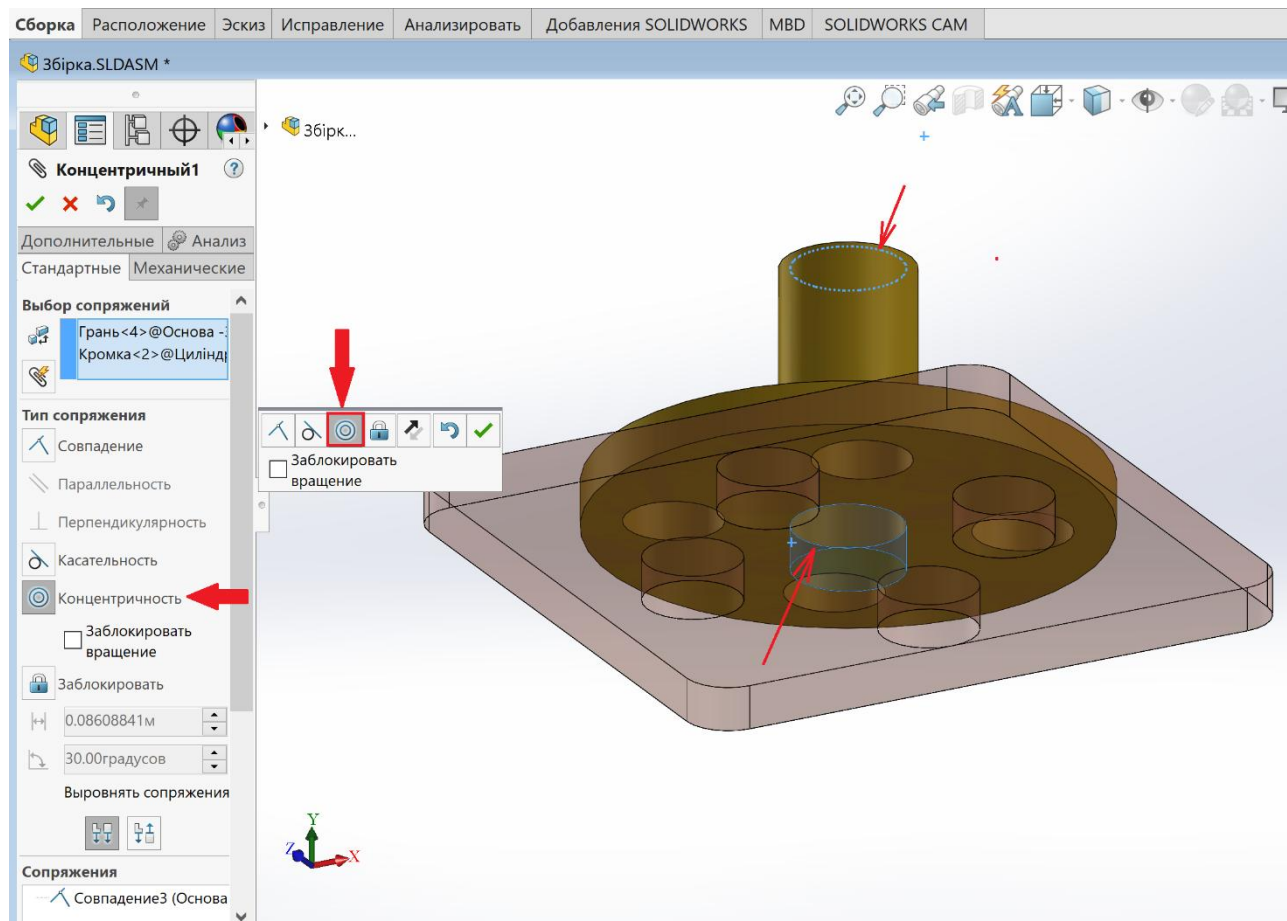 Сборка Расположение Эскиз Исправление Анализировать Добавления SOLIDWORKS MBD SOLIDWORKS CAM
Збірка.SLDASM *
Збірк...
Концентричный1
Дополнительные Анализ
Стандартные Механические
Выбор сопряжений
Грань<4>@Основа -
Кромка<2>@Цилінд
Тип сопряжения
Совпадение
Параллельность
Перпендикулярность
Касательность
Концентричность
Заблокировать
вращение
Заблокировать
0.08608841м
30.00градусов
Выровнять сопряжения
Сопряжения
Совпадение3 (Основа
Заблокировать
вращение
Y
Z
X